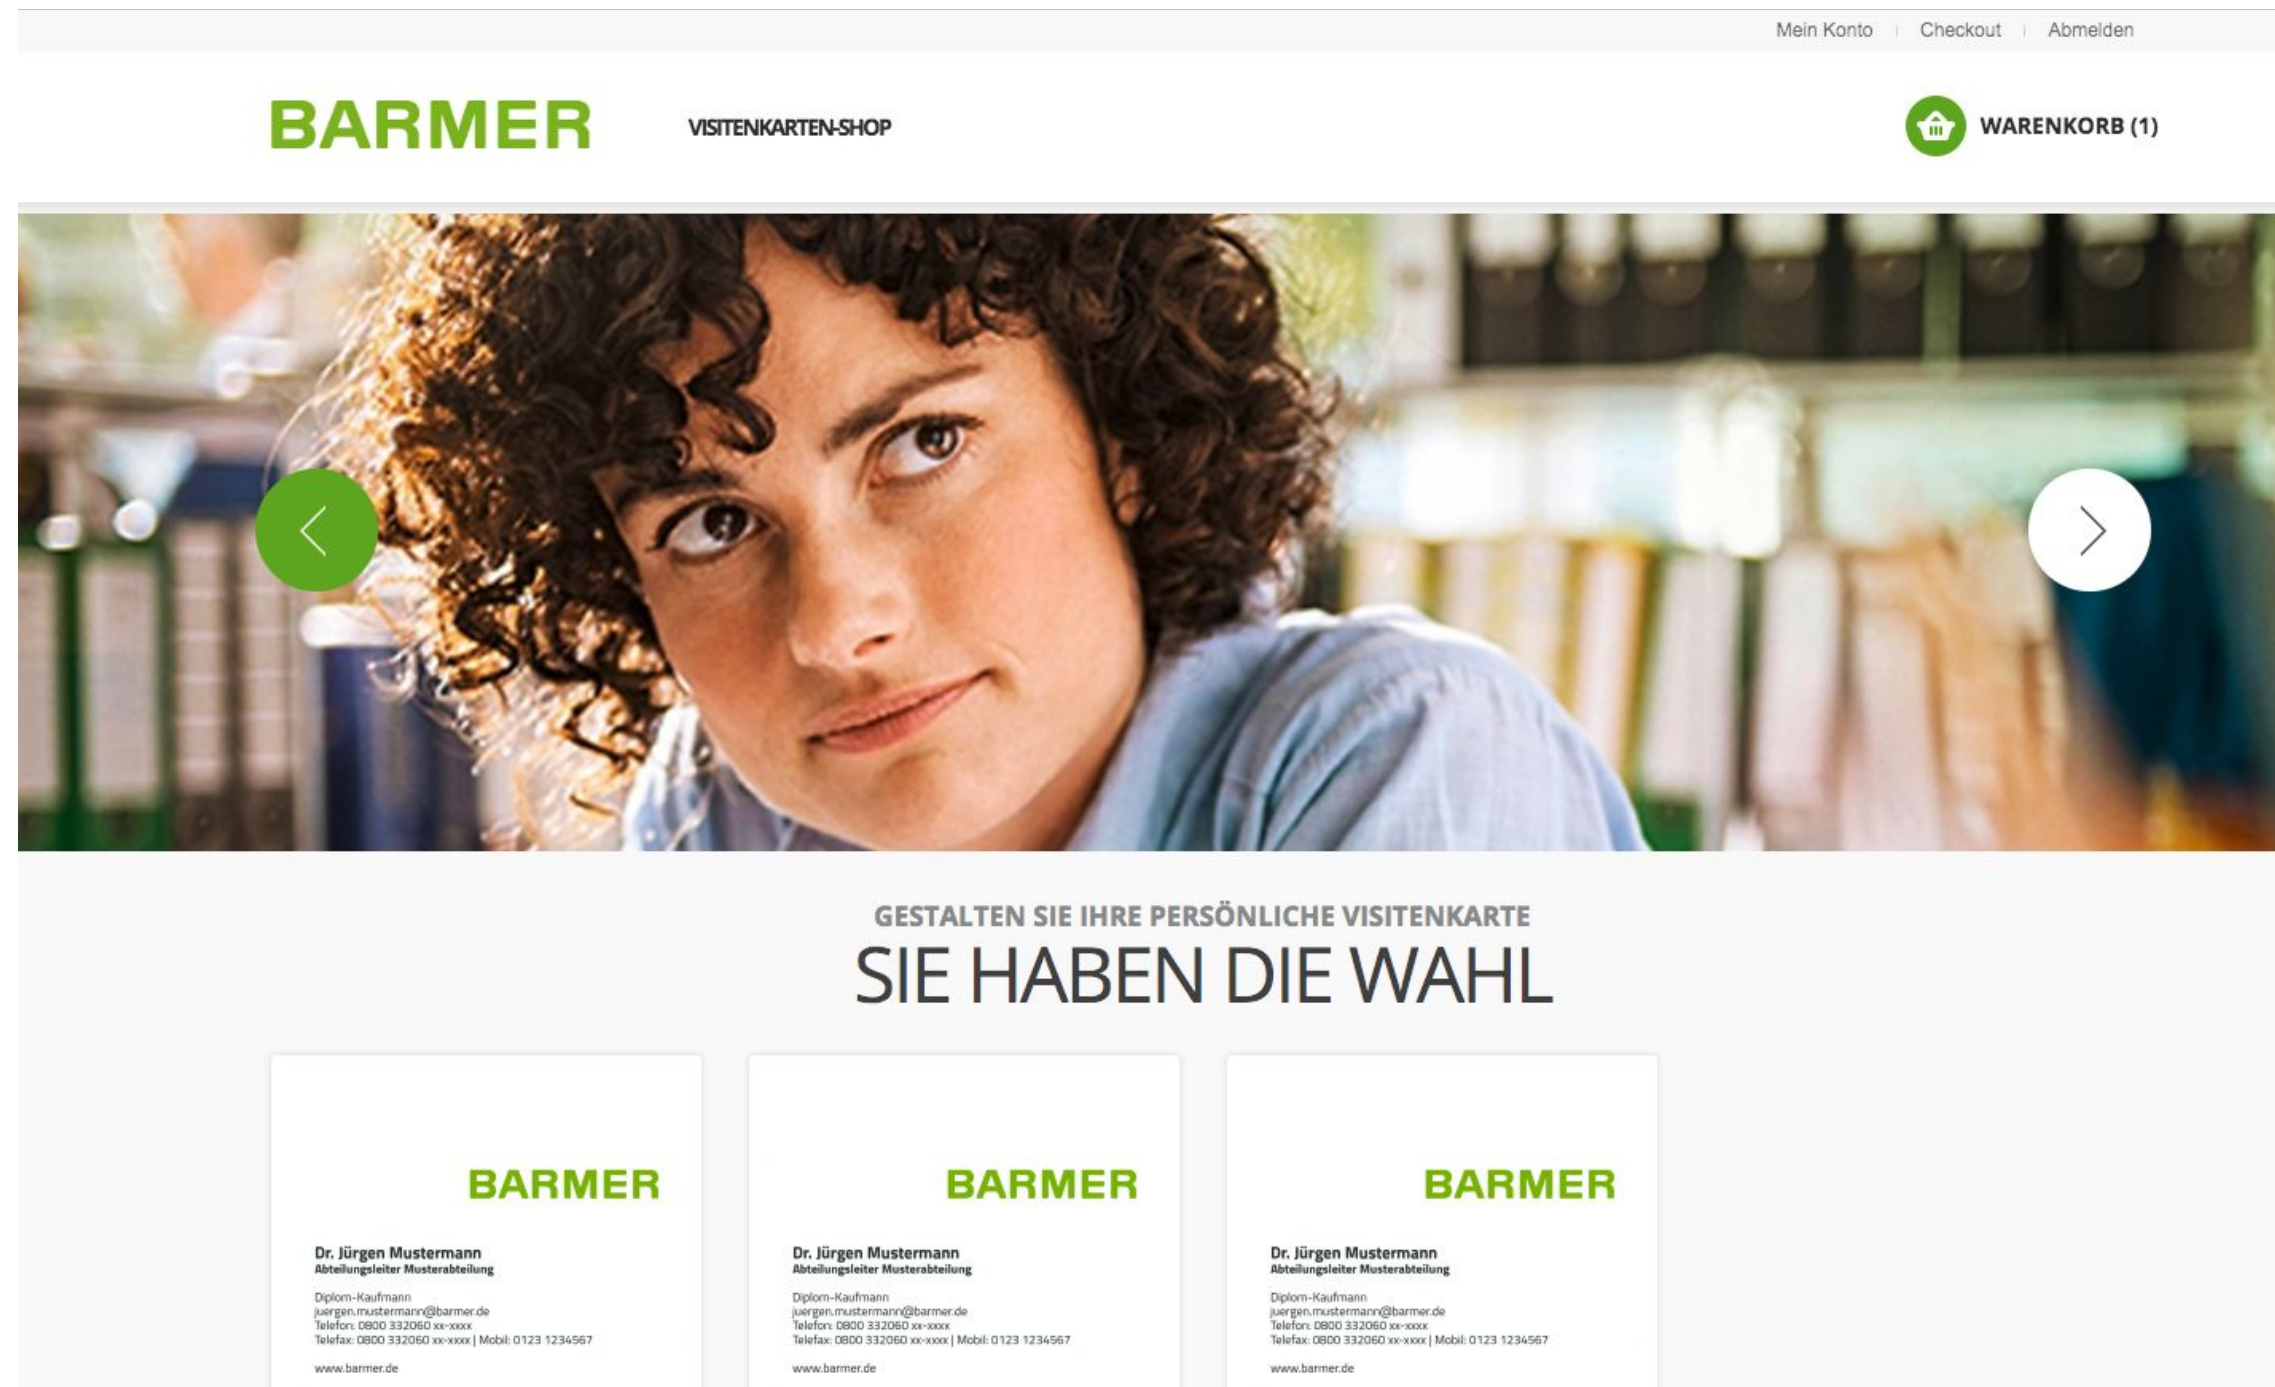 Mein Konto | Checkout | Abmelden
BARMER VISITENKARTEN-SHOP WARENKORB (1)
GESTALTEN SIE IHRE PERSÖNLICHE VISITENKARTE
SIE HABEN DIE WAHL
BARMER
Dr. Jürgen Mustermann
Abteilungsleiter Musterabteilung
Diplom-Kaufmann
juergen.mustermann@barmer.de
Telefon: 0800 332060 xx-xxxx
Telefax: 0800 332060 xx-xxxx | Mobil: 0123 1234567
www.barmer.de
BARMER
Dr. Jürgen Mustermann
Abteilungsleiter Musterabteilung
Diplom-Kaufmann
juergen.mustermann@barmer.de
Telefon: 0800 332060 xx-xxxx
Telefax: 0800 332060 xx-xxxx | Mobil: 0123 1234567
www.barmer.de
BARMER
Dr. Jürgen Mustermann
Abteilungsleiter Musterabteilung
Diplom-Kaufmann
juergen.mustermann@barmer.de
Telefon: 0800 332060 xx-xxxx
Telefax: 0800 332060 xx-xxxx | Mobil: 0123 1234567
www.barmer.de